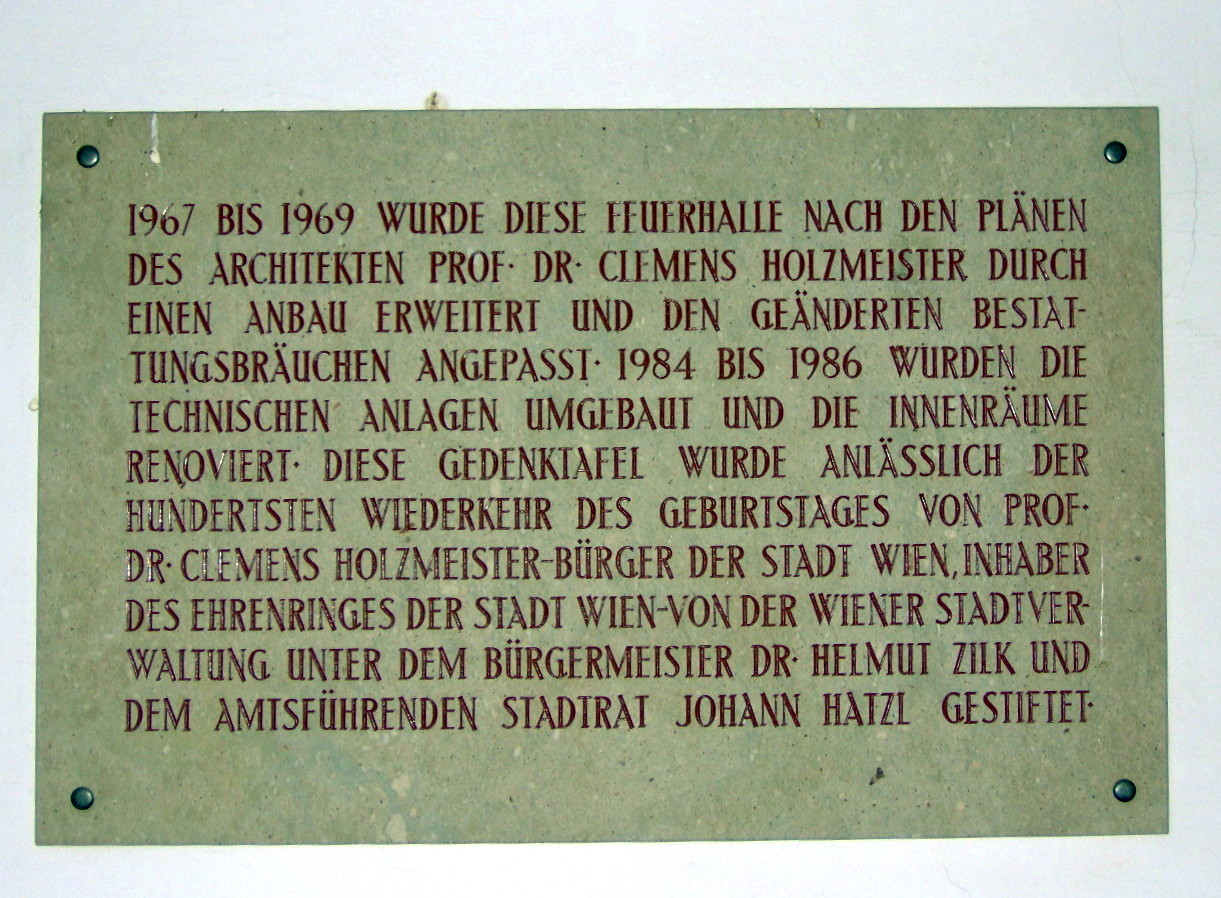 1967 BIS 1969 WURDE DIESE FEUERHALLE NACH DEN PLÄNEN
DES ARCHITEKTEN PROF· DR· CLEMENS HOLZMEISTER DURCH
EINEN ANBAU ERWEITERT UND DEN GEÄNDERTEN BESTAT-
TUNGSBRÄUCHEN ANGEPASST· 1984 BIS 1986 WURDEN DIE
TECHNISCHEN ANLAGEN UMGEBAUT UND DIE INNENRÄUME
RENOVIERT· DIESE GEDENKTAFEL WURDE ANLÄSSLICH DER
HUNDERTSTEN WIEDERKEHR DES GEBURTSTAGES VON PROF·
DR· CLEMENS HOLZMEISTER-BÜRGER DER STADT WIEN, INHABER
DES EHRENRINGES DER STADT WIEN-VON DER WIENER STADTVER-
WALTUNG UNTER DEM BÜRGERMEISTER DR· HELMUT ZILK UND
DEM AMTSFÜHRENDEN STADTRAT JOHANN HATZL GESTIFTET·